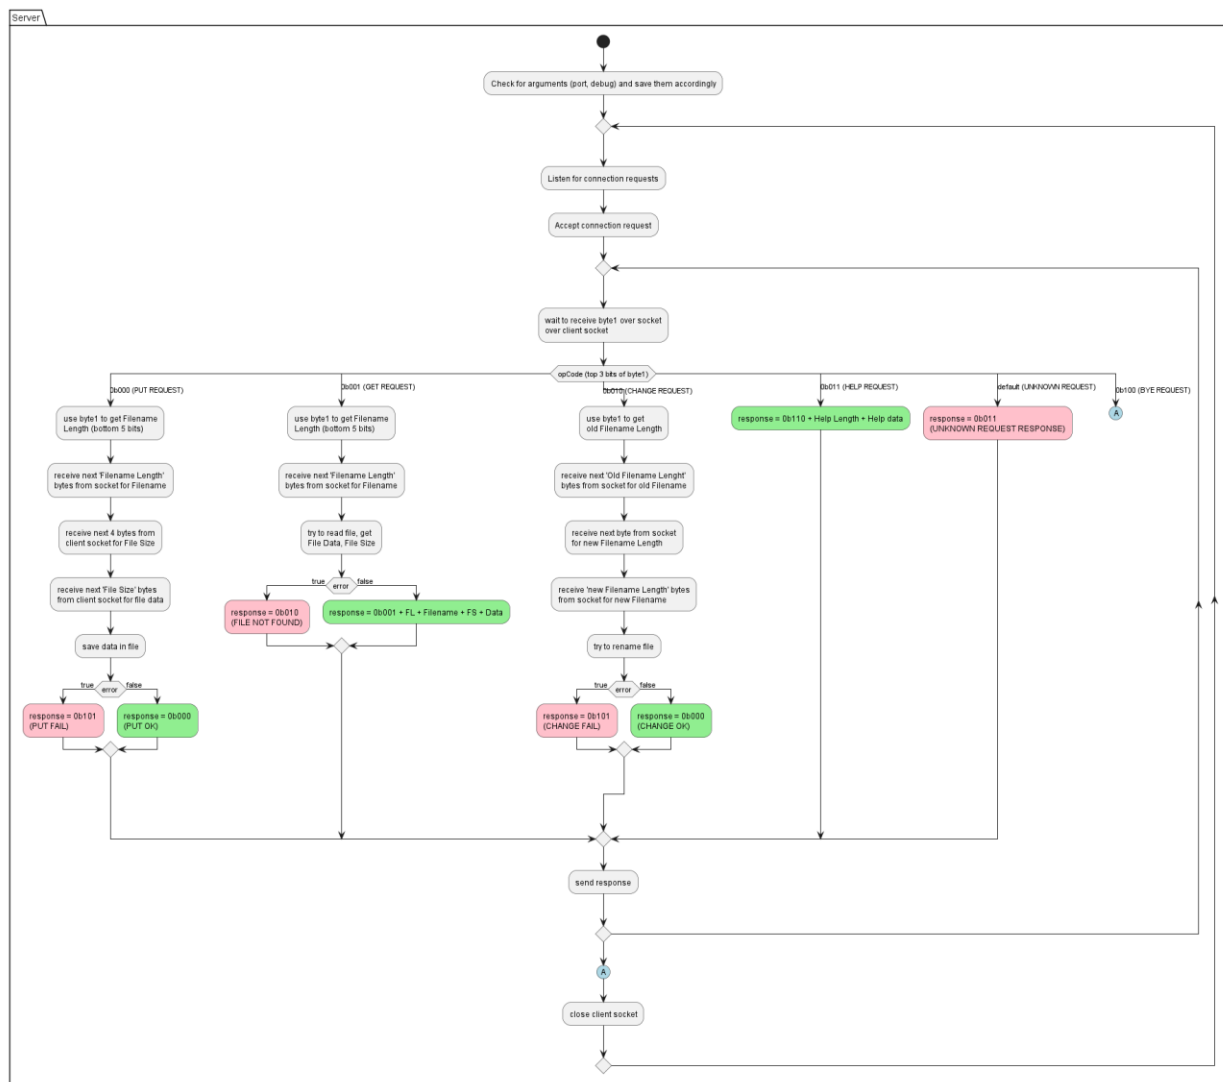 Server
Check for arguments (port, debug) and save them accordingly
Listen for connection requests
Accept connection request
wait to receive byte1 over socket
over client socket
opCode (top 3 bits of byte1)
0b000 (PUT REQUEST)
use byte1 to get Filename
Length (bottom 5 bits)
receive next 'Filename Length'
bytes from socket for Filename
receive next 4 bytes from
client socket for File Size
receive next 'File Size' bytes
from client socket for file data
save data in file
true
error
false
response = 0b101
(PUT FAIL)
response = 0b000
(PUT OK)
0b001 (GET REQUEST)
use byte1 to get Filename
Length (bottom 5 bits)
receive next 'Filename Length'
bytes from socket for Filename
try to read file, get
File Data, File Size
true
error
false
response = 0b010
(FILE NOT FOUND)
response = 0b001 + FL + Filename + FS + Data
0b010 (CHANGE REQUEST)
use byte1 to get
old Filename Length
receive next 'Old Filename Lenght'
bytes from socket for old Filename
receive next byte from socket
for new Filename Length
receive 'new Filename Length' bytes
from socket for new Filename
try to rename file
true
error
false
response = 0b101
(CHANGE FAIL)
response = 0b000
(CHANGE OK)
0b011 (HELP REQUEST)
response = 0b110 + Help Length + Help data
default (UNKNOWN REQUEST)
response = 0b011
(UNKNOWN REQUEST RESPONSE)
0b100 (BYE REQUEST)
A
send response
A
close client socket